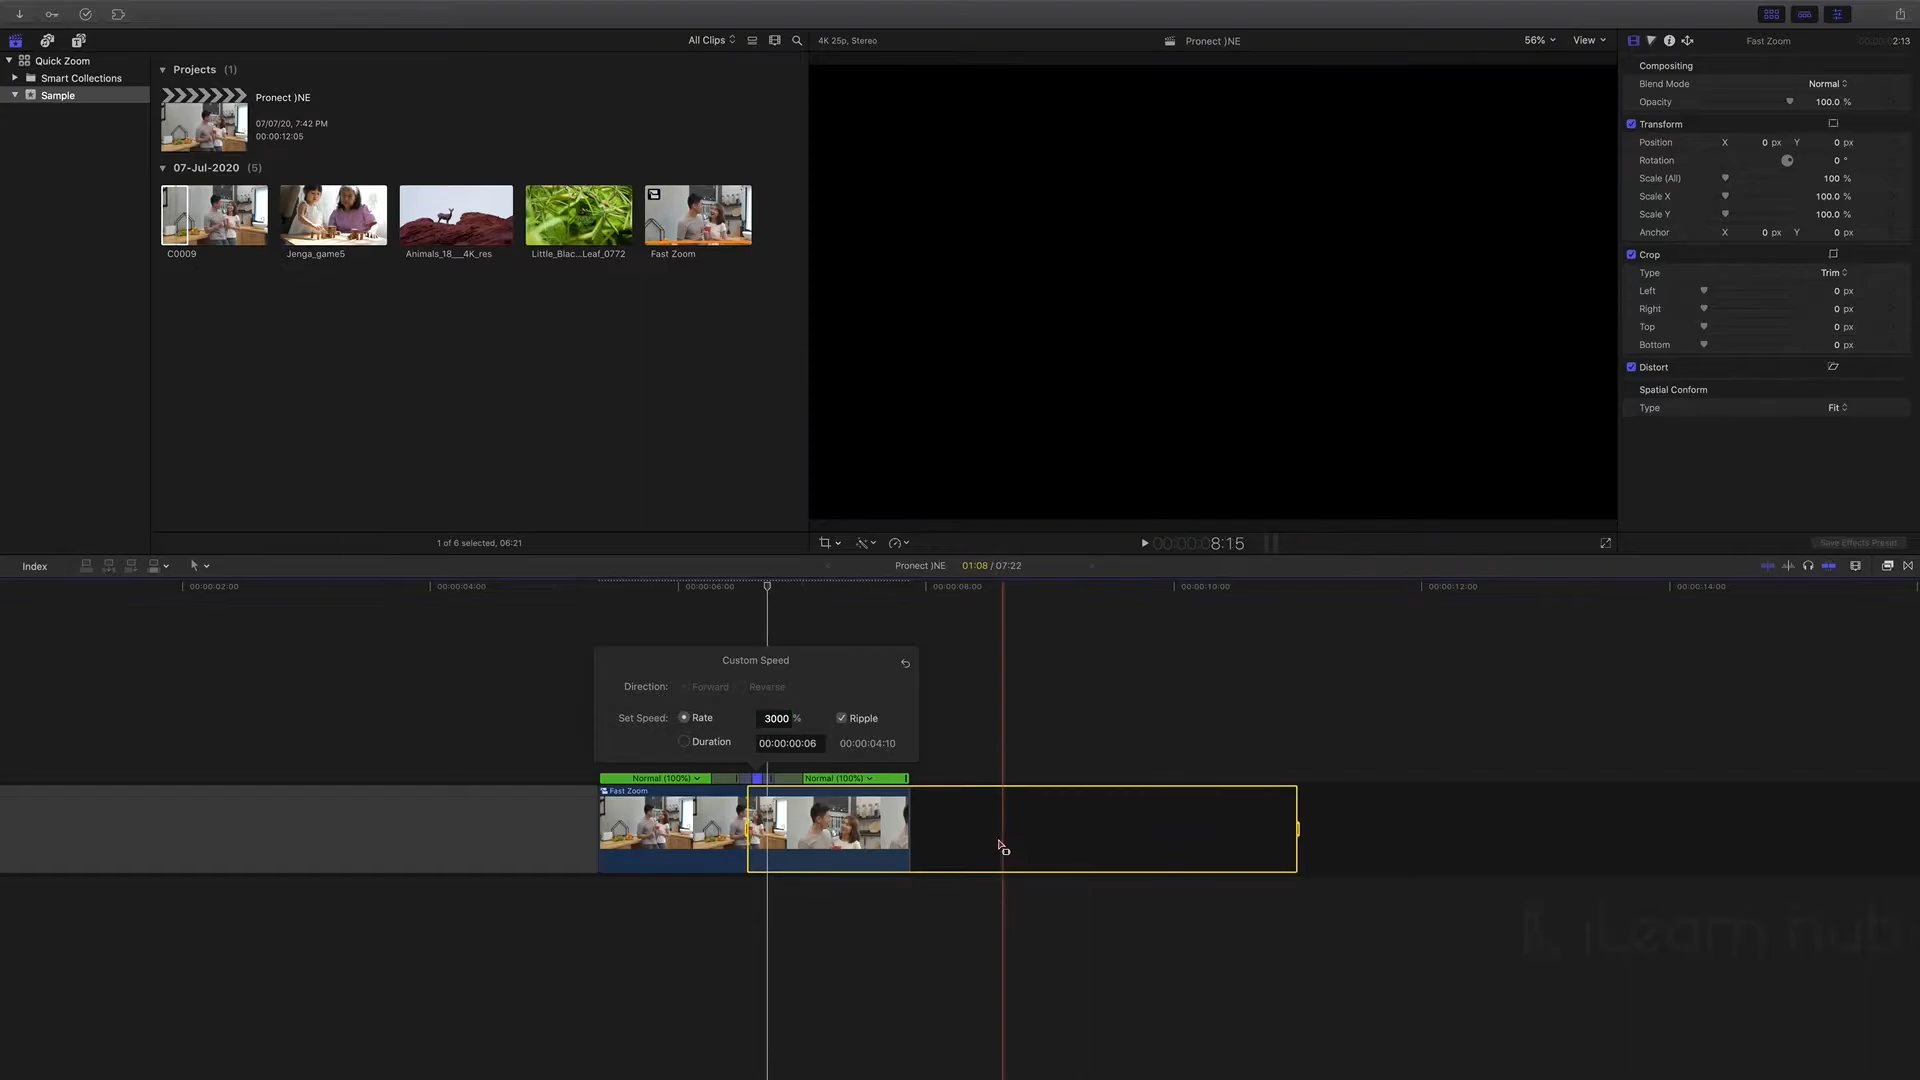 All Clips
4K 25p, Stereo
Pronect )NE
56%
View
Fast Zoom
2:13
Quick Zoom
Smart Collections
Sample
Projects (1)
Pronect )NE
07/07/20, 7:42 PM
00:00:12:05
07-Jul-2020 (5)
C0009
Jenga_game5
Animals_18__4K_res
Little_Blac...Leaf_0772
Fast Zoom
1 of 6 selected, 06:21
Compositing
Blend Mode Normal
Opacity 100.0 %
Transform
Position X 0 px Y 0 px
Rotation 0 °
Scale (All) 100 %
Scale X 100.0 %
Scale Y 100.0 %
Anchor X 0 px Y 0 px
Crop
Type Trim
Left 0 px
Right 0 px
Top 0 px
Bottom 0 px
Distort
Spatial Conform
Type Fit
Save Effects Preset
00:00:08:15
Index
Pronect )NE 01:08 / 07:22
00:00:02:00 00:00:04:00 00:00:06:00 00:00:08:00 00:00:10:00 00:00:12:00 00:00:14:00
Custom Speed
Direction: Forward Reverse
Set Speed: Rate 3000 % Ripple
Duration 00:00:00:06 00:00:04:10
Normal (100%) Normal (100%)
Fast Zoom
iLearn hub